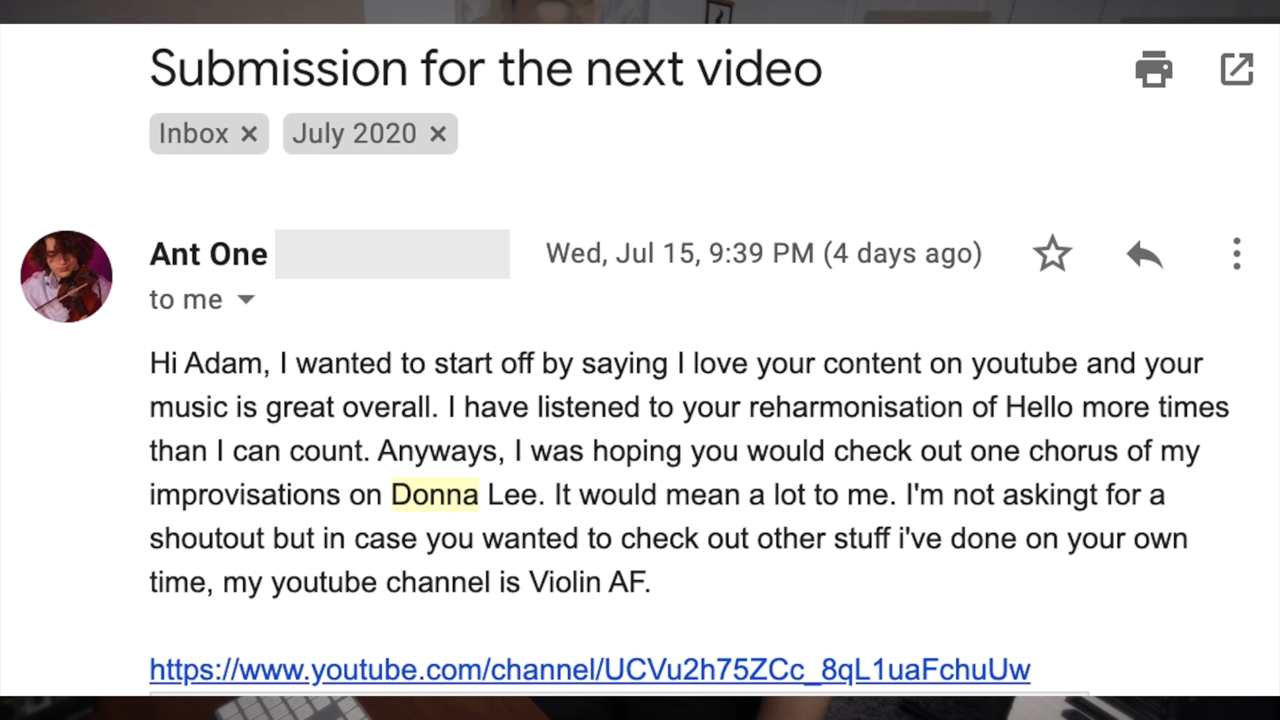 Submission for the next video
Inbox × July 2020 ×
Ant One Wed, Jul 15, 9:39 PM (4 days ago)
to me
Hi Adam, I wanted to start off by saying I love your content on youtube and your
music is great overall. I have listened to your reharmonisation of Hello more times
than I can count. Anyways, I was hoping you would check out one chorus of my
improvisations on Donna Lee. It would mean a lot to me. I'm not askingt for a
shoutout but in case you wanted to check out other stuff i've done on your own
time, my youtube channel is Violin AF.
https://www.youtube.com/channel/UCVu2h75ZCc_8qL1uaFchuUw